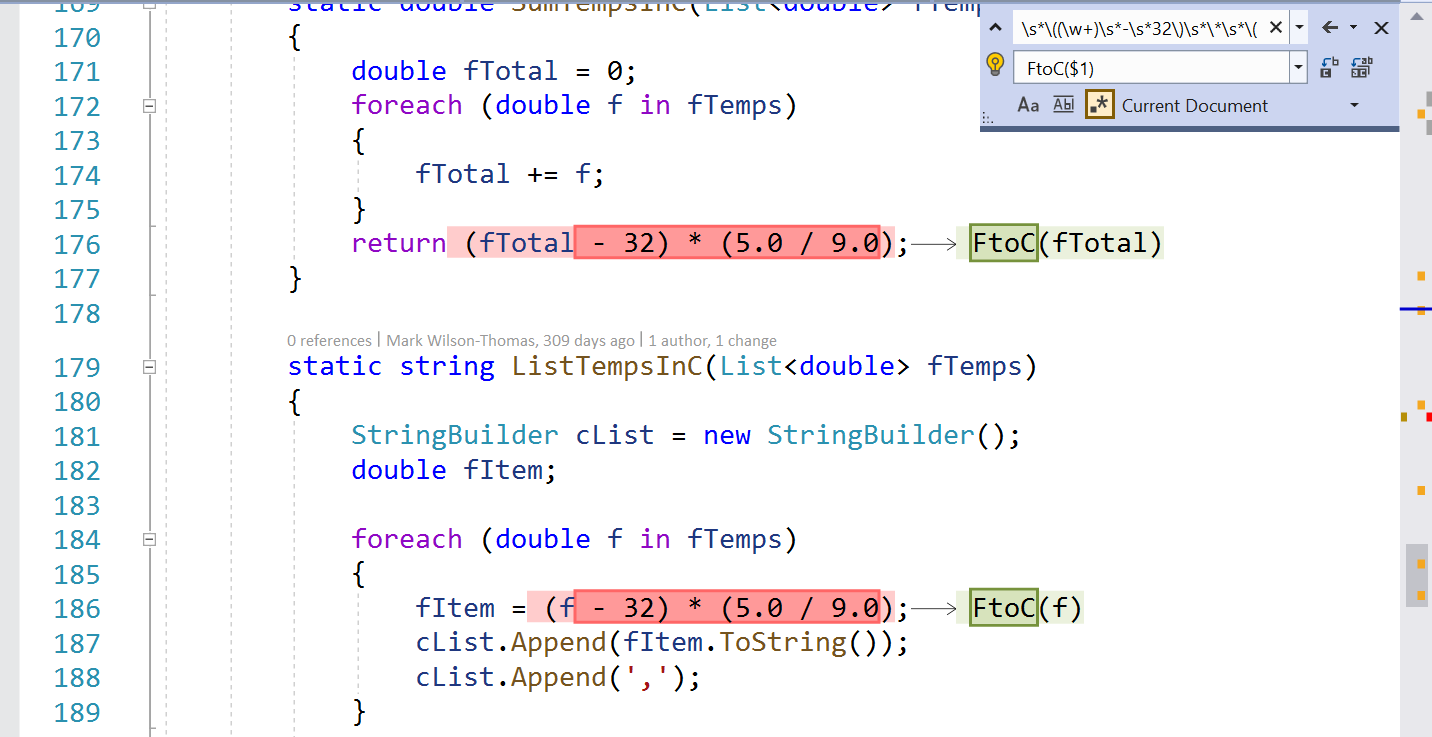 169 static double SumTempsInC(List<double> fTemp
\s*\((\w+)\s*-\s*32\)\s*\*\s*\(
170 {
171 double fTotal = 0;
FtoC($1)
172 foreach (double f in fTemps)
Aa Abl .* Current Document
173 {
174 fTotal += f;
175 }
176 return (fTotal - 32) * (5.0 / 9.0); FtoC(fTotal)
177 }
178
0 references | Mark Wilson-Thomas, 309 days ago | 1 author, 1 change
179 static string ListTempsInC(List<double> fTemps)
180 {
181 StringBuilder cList = new StringBuilder();
182 double fItem;
183
184 foreach (double f in fTemps)
185 {
186 fItem = (f - 32) * (5.0 / 9.0); FtoC(f)
187 cList.Append(fItem.ToString());
188 cList.Append(',');
189 }